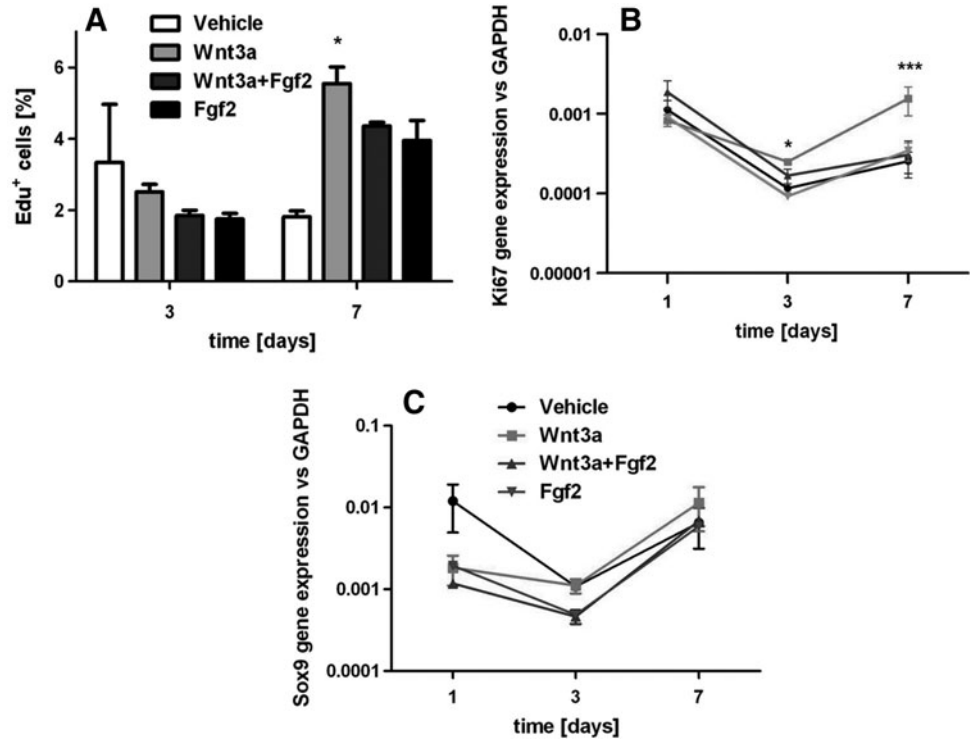 A
Vehicle
Wnt3a
Wnt3a+Fgf2
Fgf2
*
Edu+ cells [%]
6
4
2
0
3
7
time [days]
B
Ki67 gene expression vs GAPDH
0.01
0.001
0.0001
0.00001
*
***
1
3
7
time [days]
C
Vehicle
Wnt3a
Wnt3a+Fgf2
Fgf2
Sox9 gene expression vs GAPDH
0.1
0.01
0.001
0.0001
1
3
7
time [days]